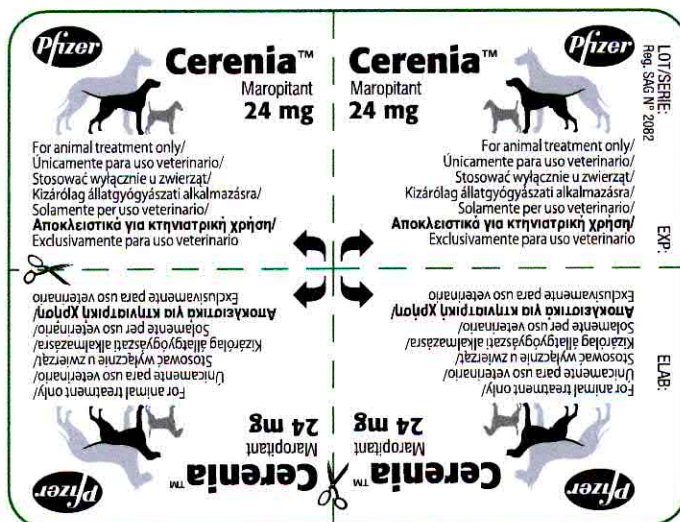 Pfizer
Cerenia™
Maropitant
24 mg
For animal treatment only/
Únicamente para uso veterinario/
Stosować wyłącznie u zwierząt/
Kizárólag állatgyógyászati alkalmazásra/
Solamente per uso veterinario/
Αποκλειστικά για κτηνιατρική χρήση/
Exclusivamente para uso veterinario
Cerenia™
Pfizer
Maropitant
24 mg
For animal treatment only/
Únicamente para uso veterinario/
Stosować wyłącznie u zwierząt/
Kizárólag állatgyógyászati alkalmazásra/
Solamente per uso veterinario/
Αποκλειστικά για κτηνιατρική χρήση/
Exclusivamente para uso veterinario
LOT/SERIE:
Reg. SAG N° 2082
EXP:
ELAB:
Pfizer
Cerenia™
Maropitant
24 mg
For animal treatment only/
Únicamente para uso veterinario/
Stosować wyłącznie u zwierząt/
Kizárólag állatgyógyászati alkalmazásra/
Solamente per uso veterinario/
Αποκλειστικά για κτηνιατρική χρήση/
Exclusivamente para uso veterinario
Cerenia™
Pfizer
Maropitant
24 mg
For animal treatment only/
Únicamente para uso veterinario/
Stosować wyłącznie u zwierząt/
Kizárólag állatgyógyászati alkalmazásra/
Solamente per uso veterinario/
Αποκλειστικά για κτηνιατρική χρήση/
Exclusivamente para uso veterinario